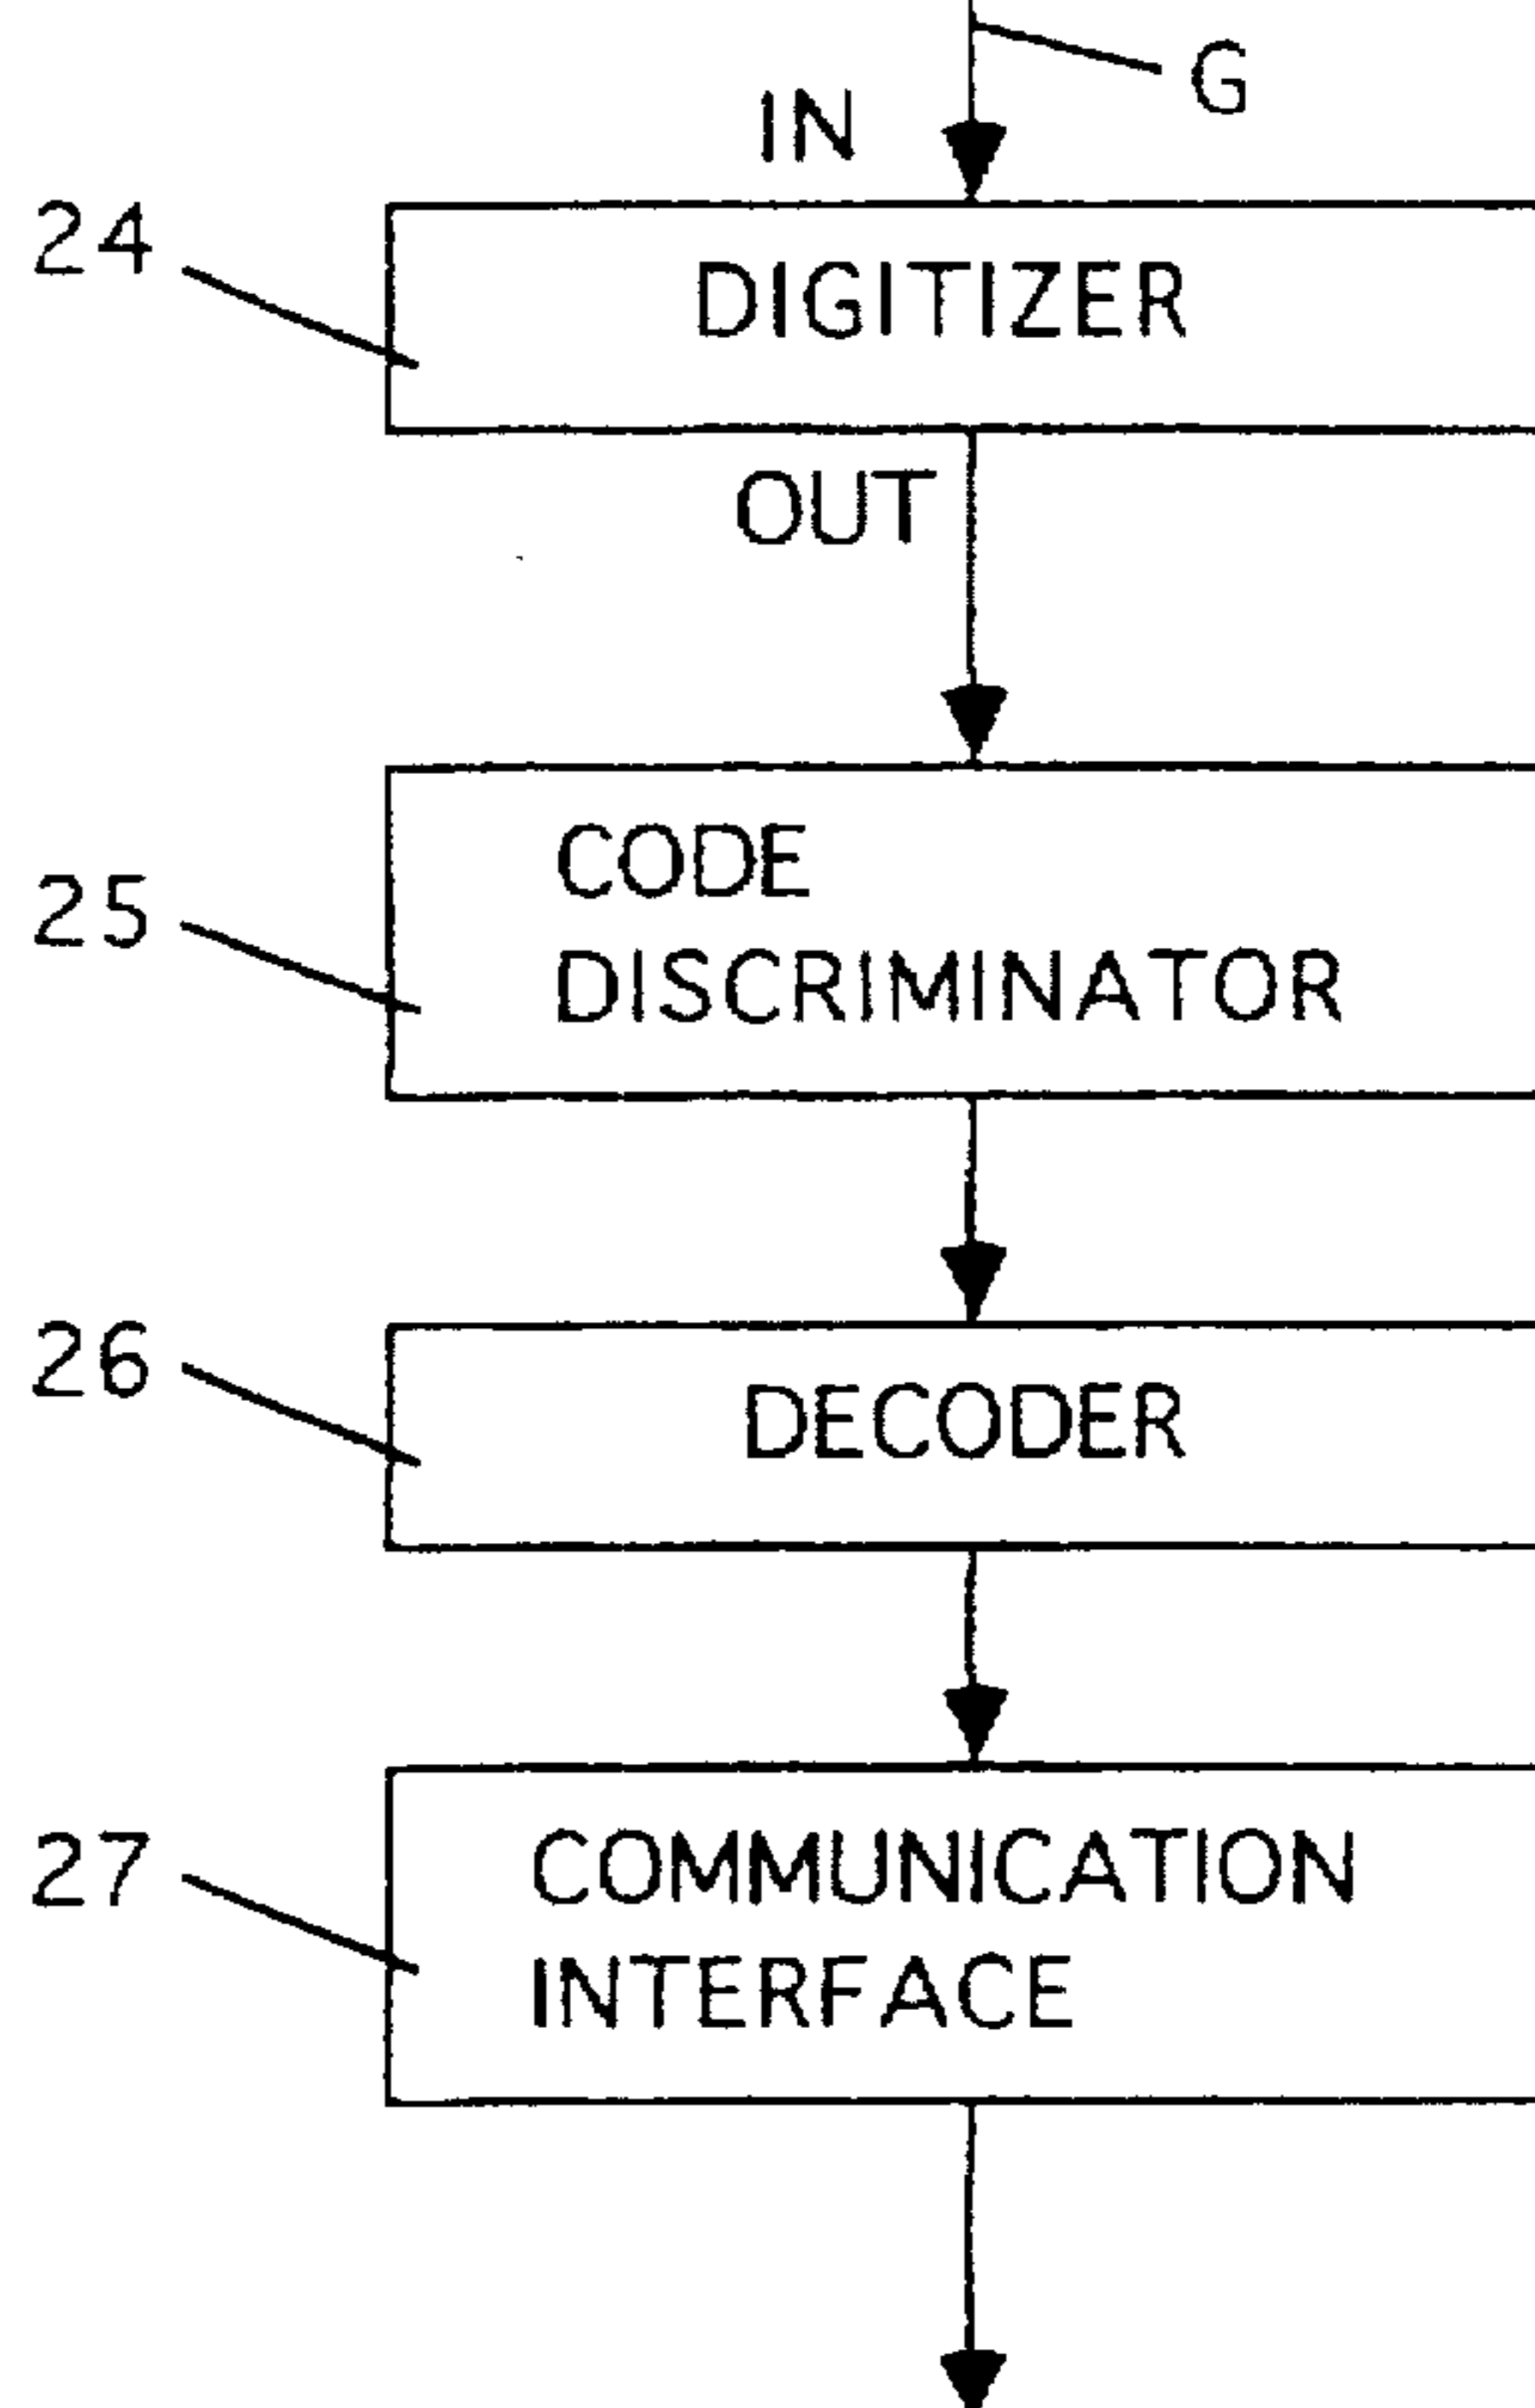 G
IN
24
DIGITIZER
OUT
CODE
25
DISCRIMINATOR
26
DECODER
COMMUNICATION
27
INTERFACE